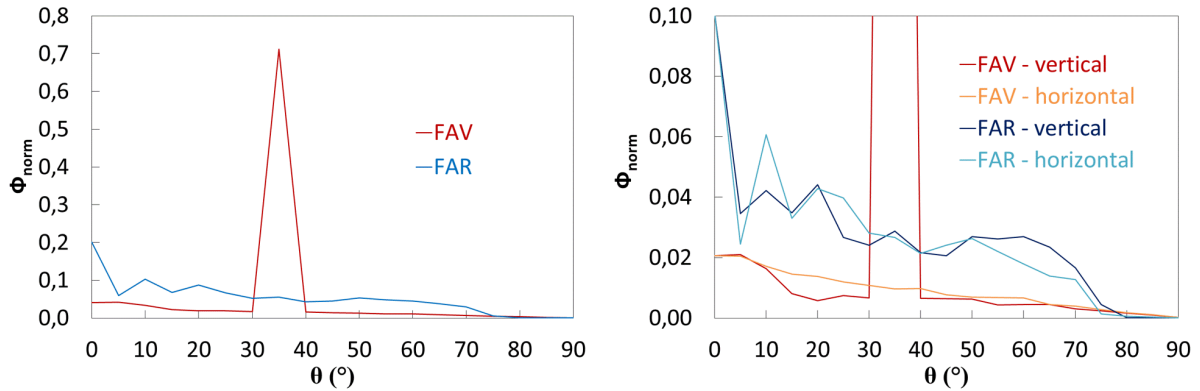 0,8
0,7
0,6
0,5
0,4
0,3
0,2
0,1
0,0
Φnorm
0 10 20 30 40 50 60 70 80 90
θ (°)
FAV
FAR
0,10
0,08
0,06
0,04
0,02
0,00
Φnorm
0 10 20 30 40 50 60 70 80 90
θ (°)
FAV - vertical
FAV - horizontal
FAR - vertical
FAR - horizontal